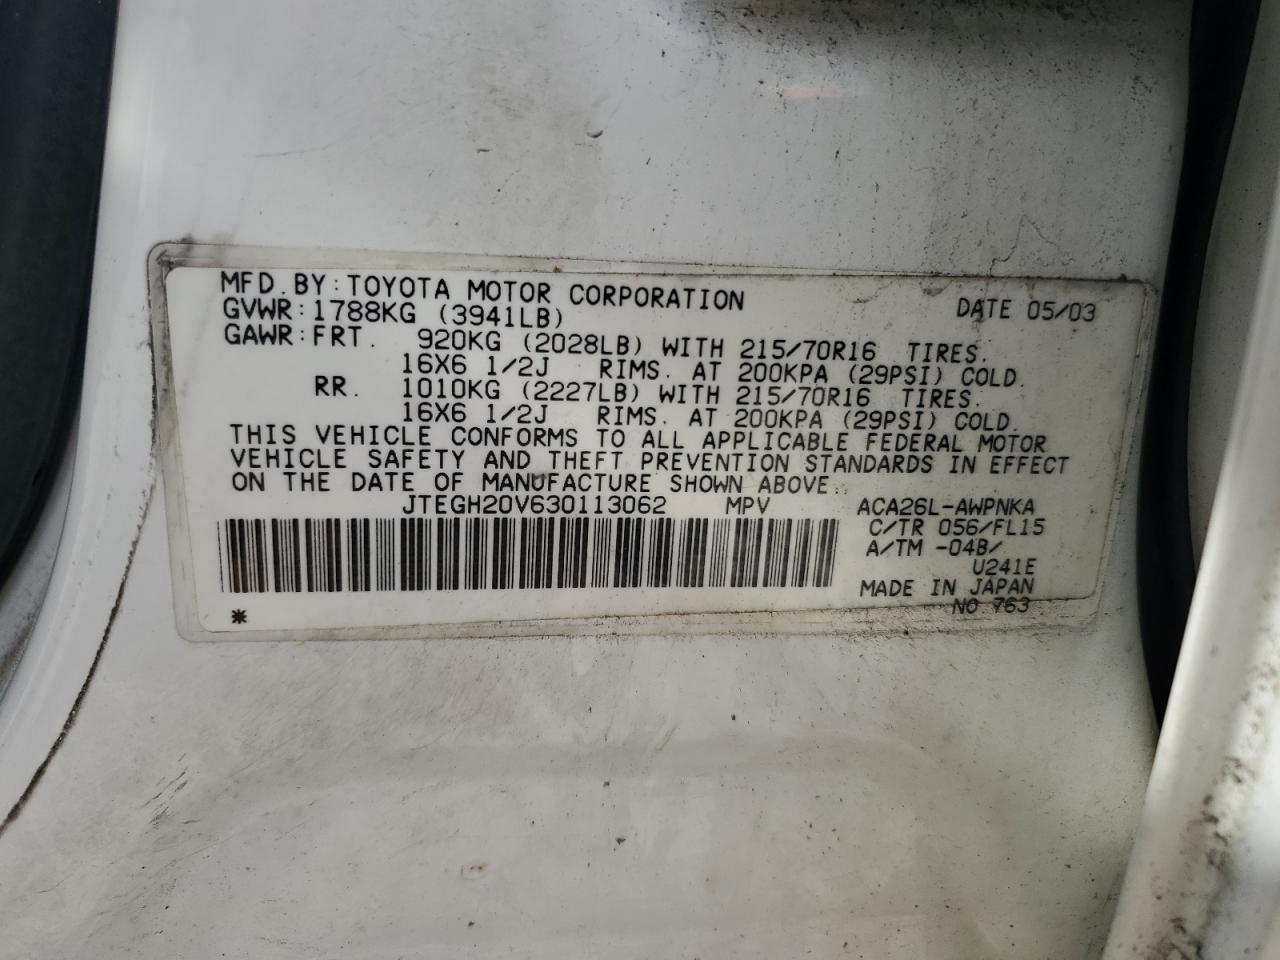 MFD. BY: TOYOTA MOTOR CORPORATION DATE 05/03
GVWR: 1788KG (3941LB)
GAWR: FRT. 920KG (2028LB) WITH 215/70R16 TIRES.
16X6 1/2J RIMS. AT 200KPA (29PSI) COLD.
RR. 1010KG (2227LB) WITH 215/70R16 TIRES.
16X6 1/2J RIMS. AT 200KPA (29PSI) COLD.
THIS VEHICLE CONFORMS TO ALL APPLICABLE FEDERAL MOTOR
VEHICLE SAFETY AND THEFT PREVENTION STANDARDS IN EFFECT
ON THE DATE OF MANUFACTURE SHOWN ABOVE.
JTEGH20V630113062 MPV ACA26L-AWPNKA
C/TR 056/FL15
A/TM -04B/
U241E
MADE IN JAPAN
* NO 763